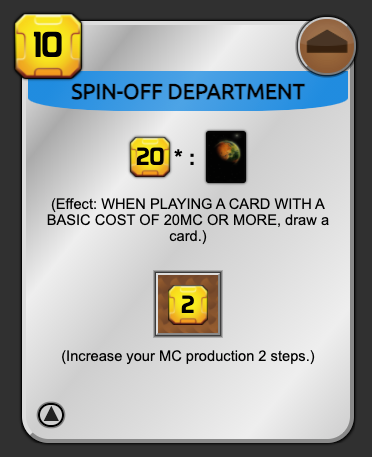 10
SPIN-OFF DEPARTMENT
20 * :
(Effect: WHEN PLAYING A CARD WITH A
BASIC COST OF 20MC OR MORE, draw a
card.)
2
(Increase your MC production 2 steps.)